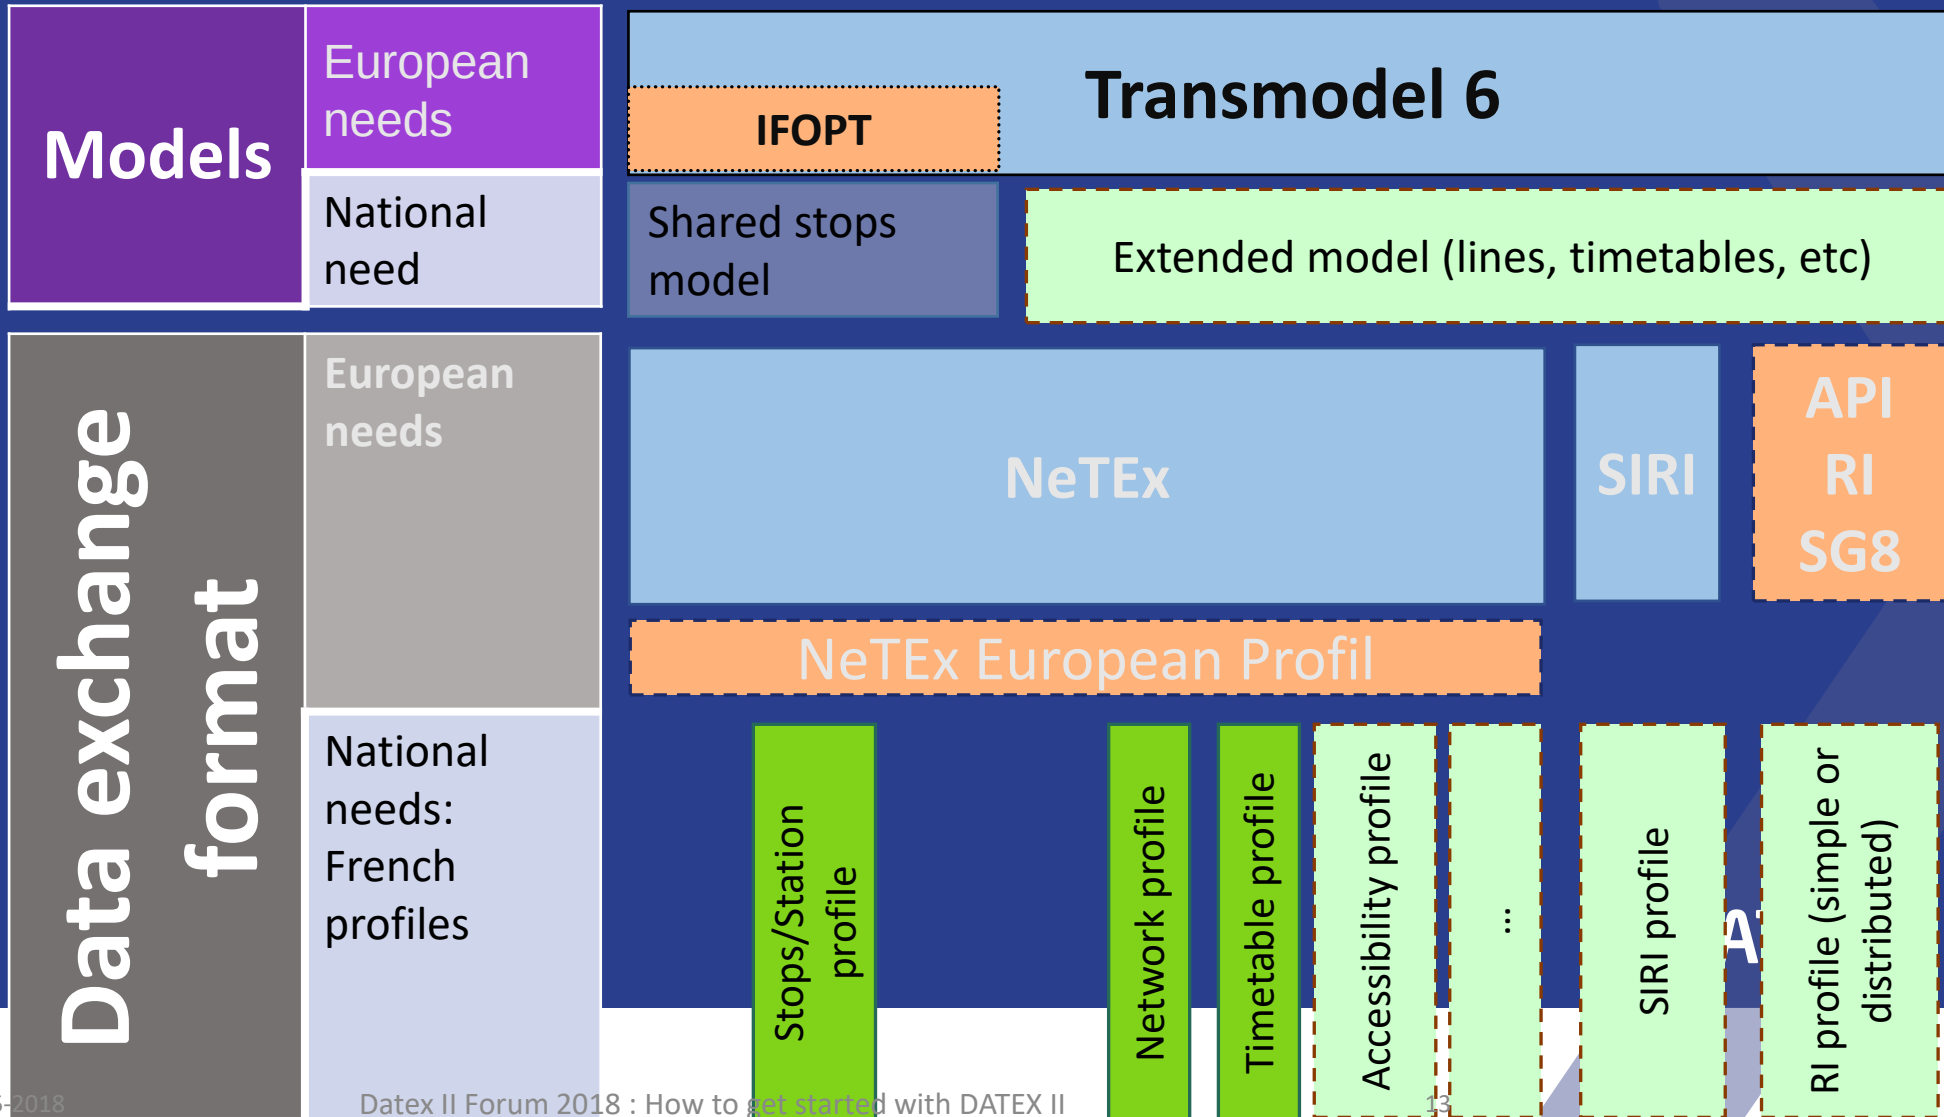 Models
European
needs
Transmodel 6
IFOPT
National
need
Shared stops
model
Extended model (lines, timetables, etc)
Data exchange
format
European
needs
NeTEx
SIRI
API
RI
SG8
NeTEx European Profil
National
needs:
French
profiles
Stops/Station
profile
Network profile
Timetable profile
Accessibility profile
...
SIRI profile
RI profile (simple or
distributed)
-2018
Datex II Forum 2018 : How to get started with DATEX II
13